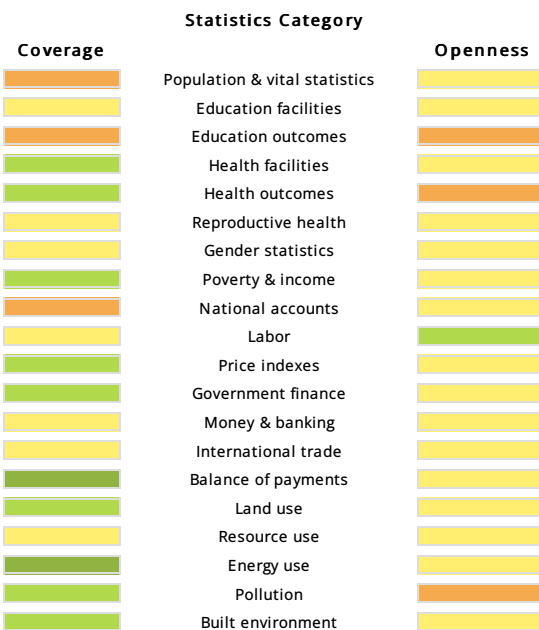 Statistics Category
Coverage Openness
Population & vital statistics
Education facilities
Education outcomes
Health facilities
Health outcomes
Reproductive health
Gender statistics
Poverty & income
National accounts
Labor
Price indexes
Government finance
Money & banking
International trade
Balance of payments
Land use
Resource use
Energy use
Pollution
Built environment